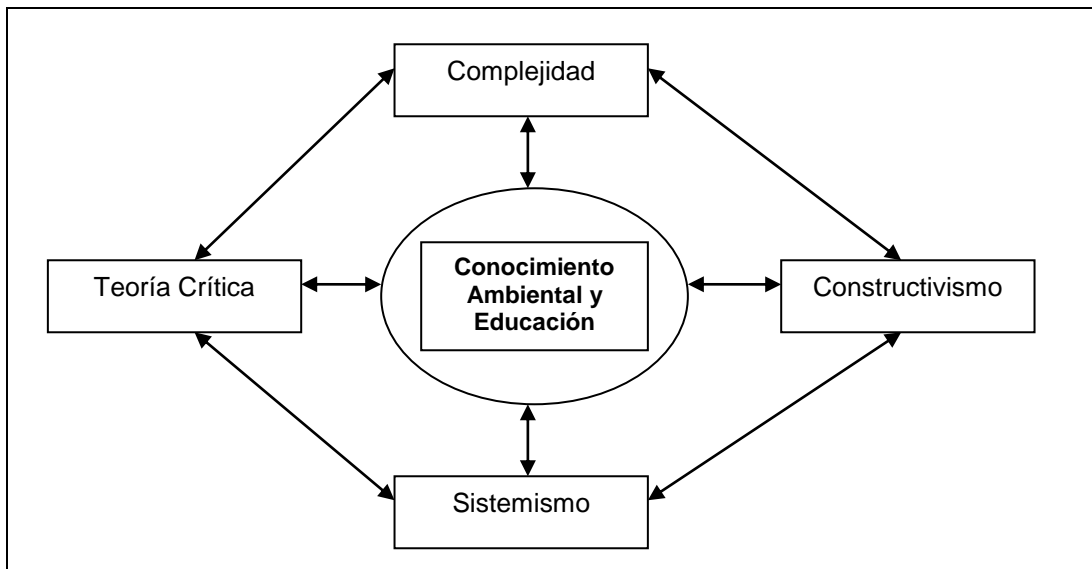 Complejidad
Teoría Crítica
Conocimiento
Ambiental y
Educación
Constructivismo
Sistemismo